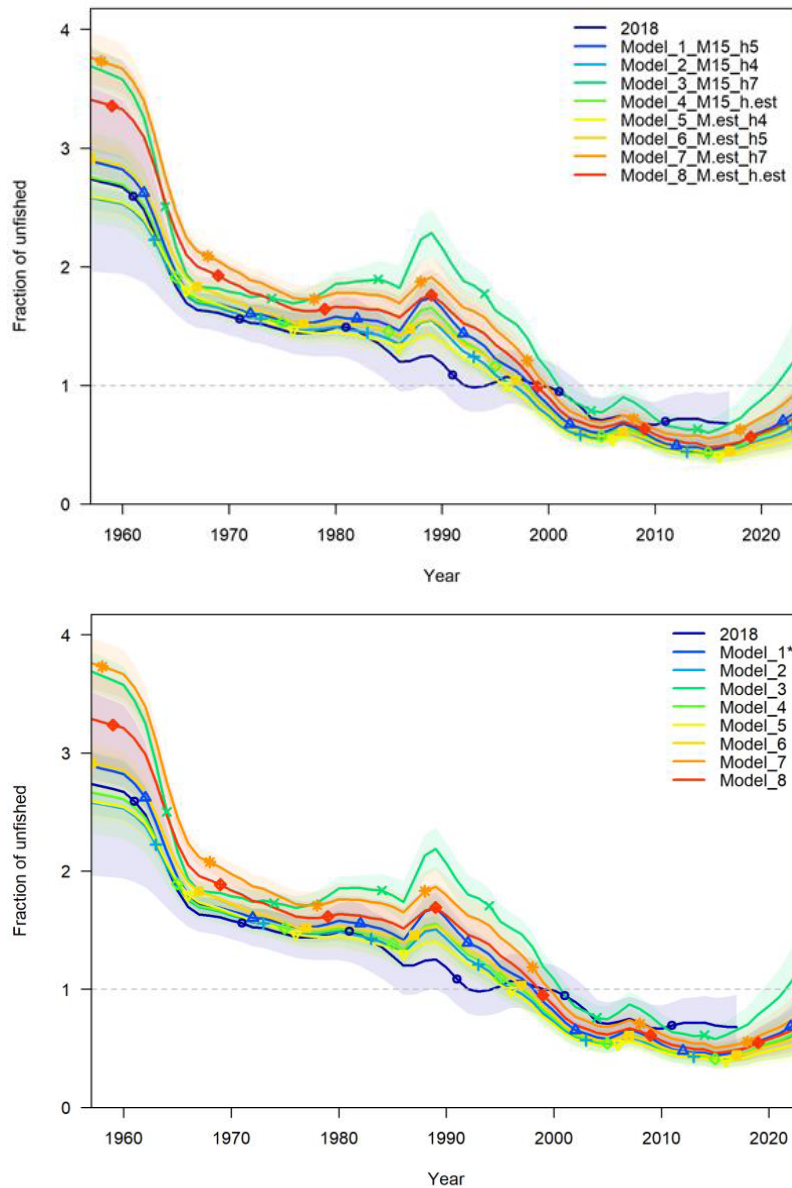 4
3
2
1
0
Fraction of unfished
2018
Model_1_M15_h5
Model_2_M15_h4
Model_3_M15_h7
Model_4_M15_h.est
Model_5_M.est_h4
Model_6_M.est_h5
Model_7_M.est_h7
Model_8_M.est_h.est
1960 1970 1980 1990 2000 2010 2020
Year
4
3
2
1
0
Fraction of unfished
2018
Model_1*
Model_2
Model_3
Model_4
Model_5
Model_6
Model_7
Model_8
1960 1970 1980 1990 2000 2010 2020
Year